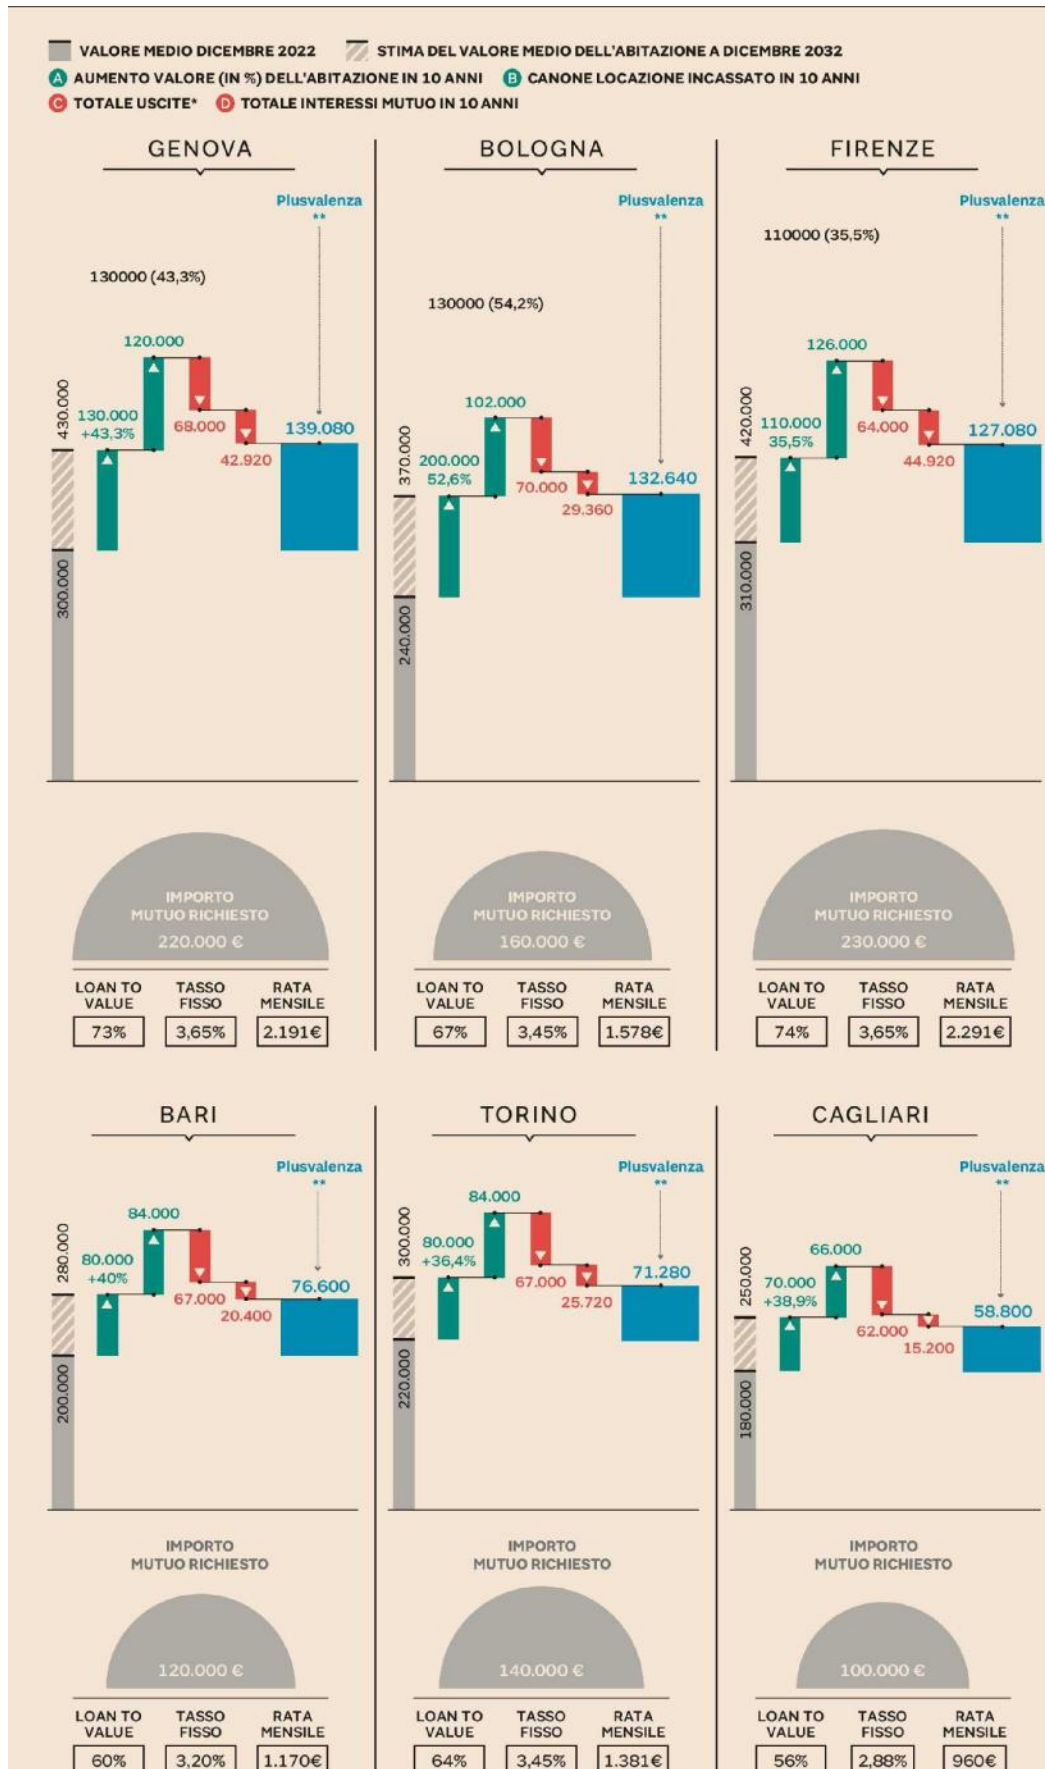 VALORE MEDIO DICEMBRE 2022 STIMA DEL VALORE MEDIO DELL'ABITAZIONE A DICEMBRE 2032
A AUMENTO VALORE (IN %) DELL'ABITAZIONE IN 10 ANNI B CANONE LOCAZIONE INCASSATO IN 10 ANNI
C TOTALE USCITE* D TOTALE INTERESSI MUTUO IN 10 ANNI
GENOVA
Plusvalenza
**
130000 (43,3%)
120.000
430.000
130.000
+43,3%
68.000
139.080
42.920
300.000
IMPORTO
MUTUO RICHIESTO
220.000 €
LOAN TO VALUE
TASSO FISSO
RATA MENSILE
73%
3,65%
2.191€
BOLOGNA
Plusvalenza
**
130000 (54,2%)
102.000
370.000
200.000
52,6%
70.000
132.640
29.360
240.000
IMPORTO
MUTUO RICHIESTO
160.000 €
LOAN TO VALUE
TASSO FISSO
RATA MENSILE
67%
3,45%
1.578€
FIRENZE
Plusvalenza
**
110000 (35,5%)
126.000
420.000
110.000
35,5%
64.000
127.080
44.920
310.000
IMPORTO
MUTUO RICHIESTO
230.000 €
LOAN TO VALUE
TASSO FISSO
RATA MENSILE
74%
3,65%
2.291€
BARI
Plusvalenza
**
84.000
280.000
80.000
+40%
67.000
76.600
20.400
200.000
IMPORTO
MUTUO RICHIESTO
120.000 €
LOAN TO VALUE
TASSO FISSO
RATA MENSILE
60%
3,20%
1.170€
TORINO
Plusvalenza
**
84.000
300.000
80.000
+36,4%
67.000
71.280
25.720
220.000
IMPORTO
MUTUO RICHIESTO
140.000 €
LOAN TO VALUE
TASSO FISSO
RATA MENSILE
64%
3,45%
1.381€
CAGLIARI
Plusvalenza
**
66.000
250.000
70.000
+38,9%
62.000
58.800
15.200
180.000
IMPORTO
MUTUO RICHIESTO
100.000 €
LOAN TO VALUE
TASSO FISSO
RATA MENSILE
56%
2,88%
960€